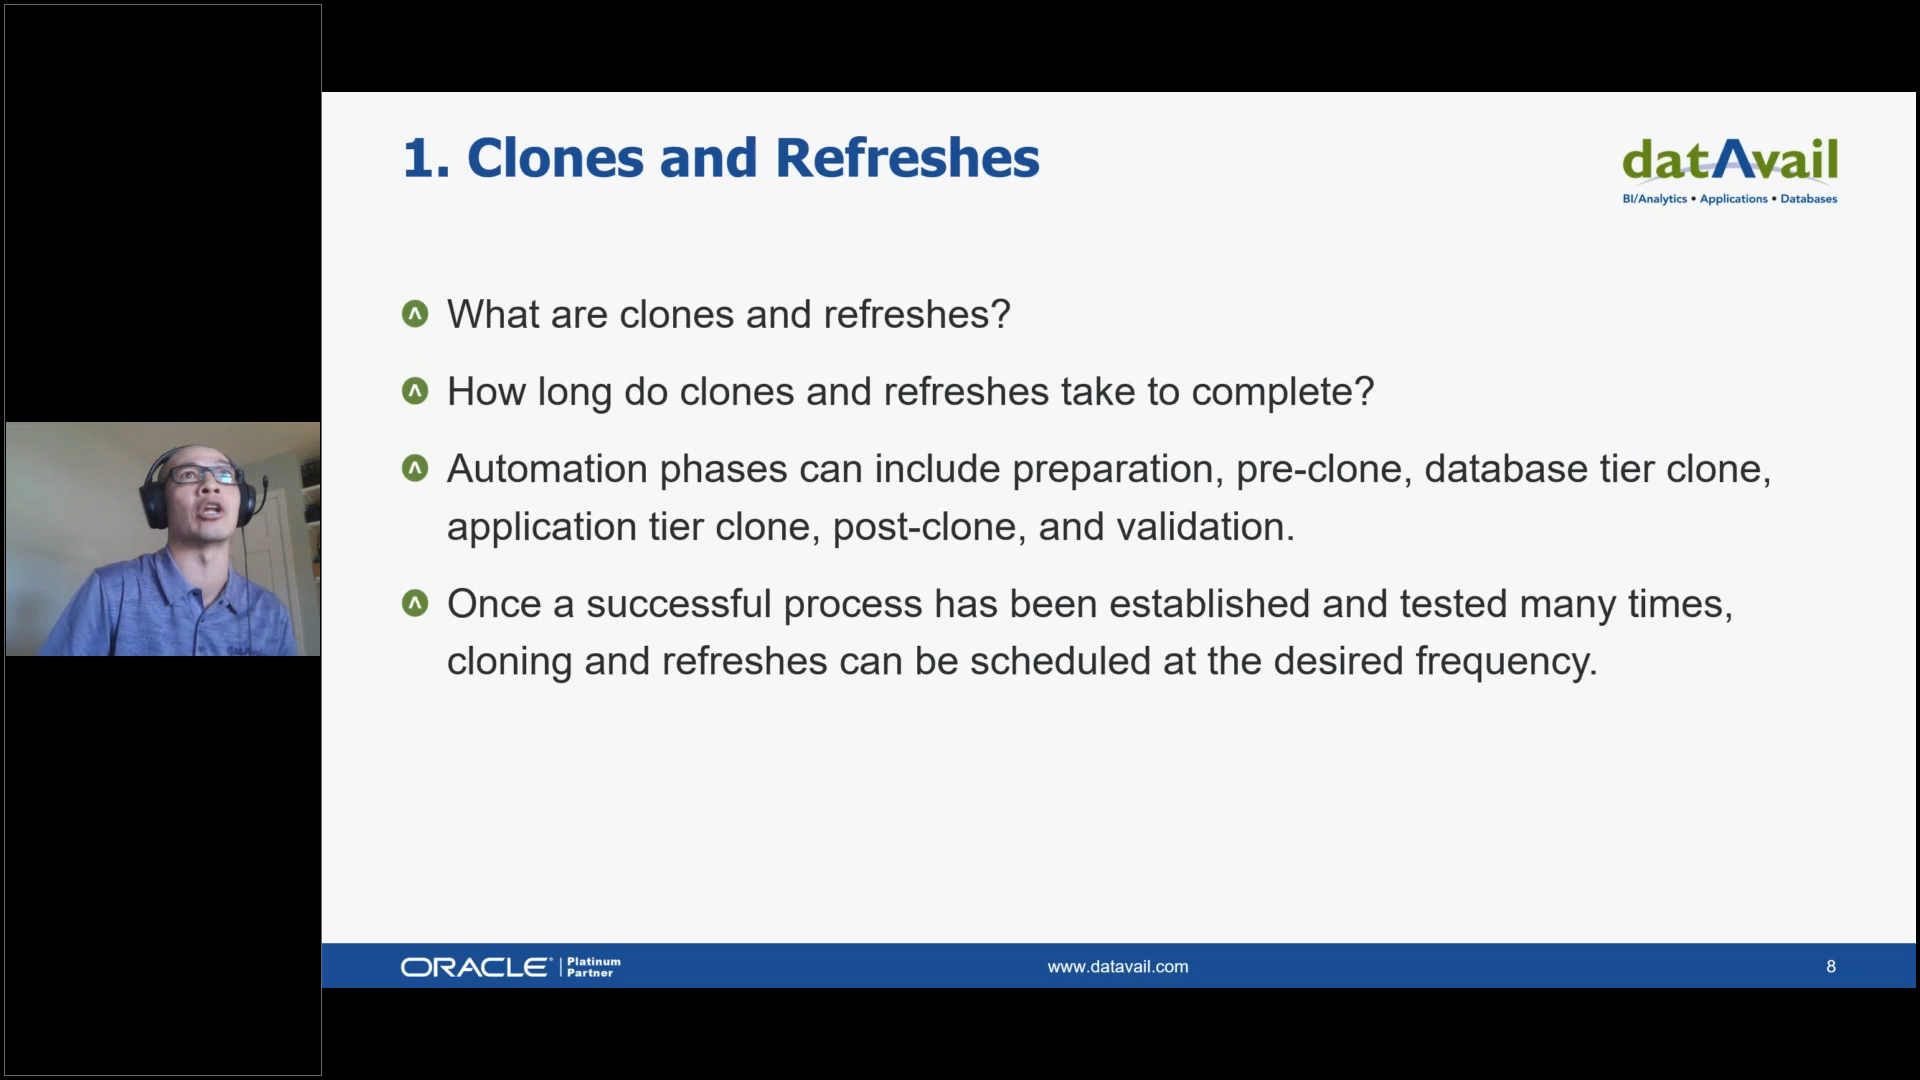 1. Clones and Refreshes
datAvail
BI/Analytics • Applications • Databases
What are clones and refreshes?
How long do clones and refreshes take to complete?
Automation phases can include preparation, pre-clone, database tier clone,
application tier clone, post-clone, and validation.
Once a successful process has been established and tested many times,
cloning and refreshes can be scheduled at the desired frequency.
ORACLE® | Platinum
Partner
www.datavail.com
8